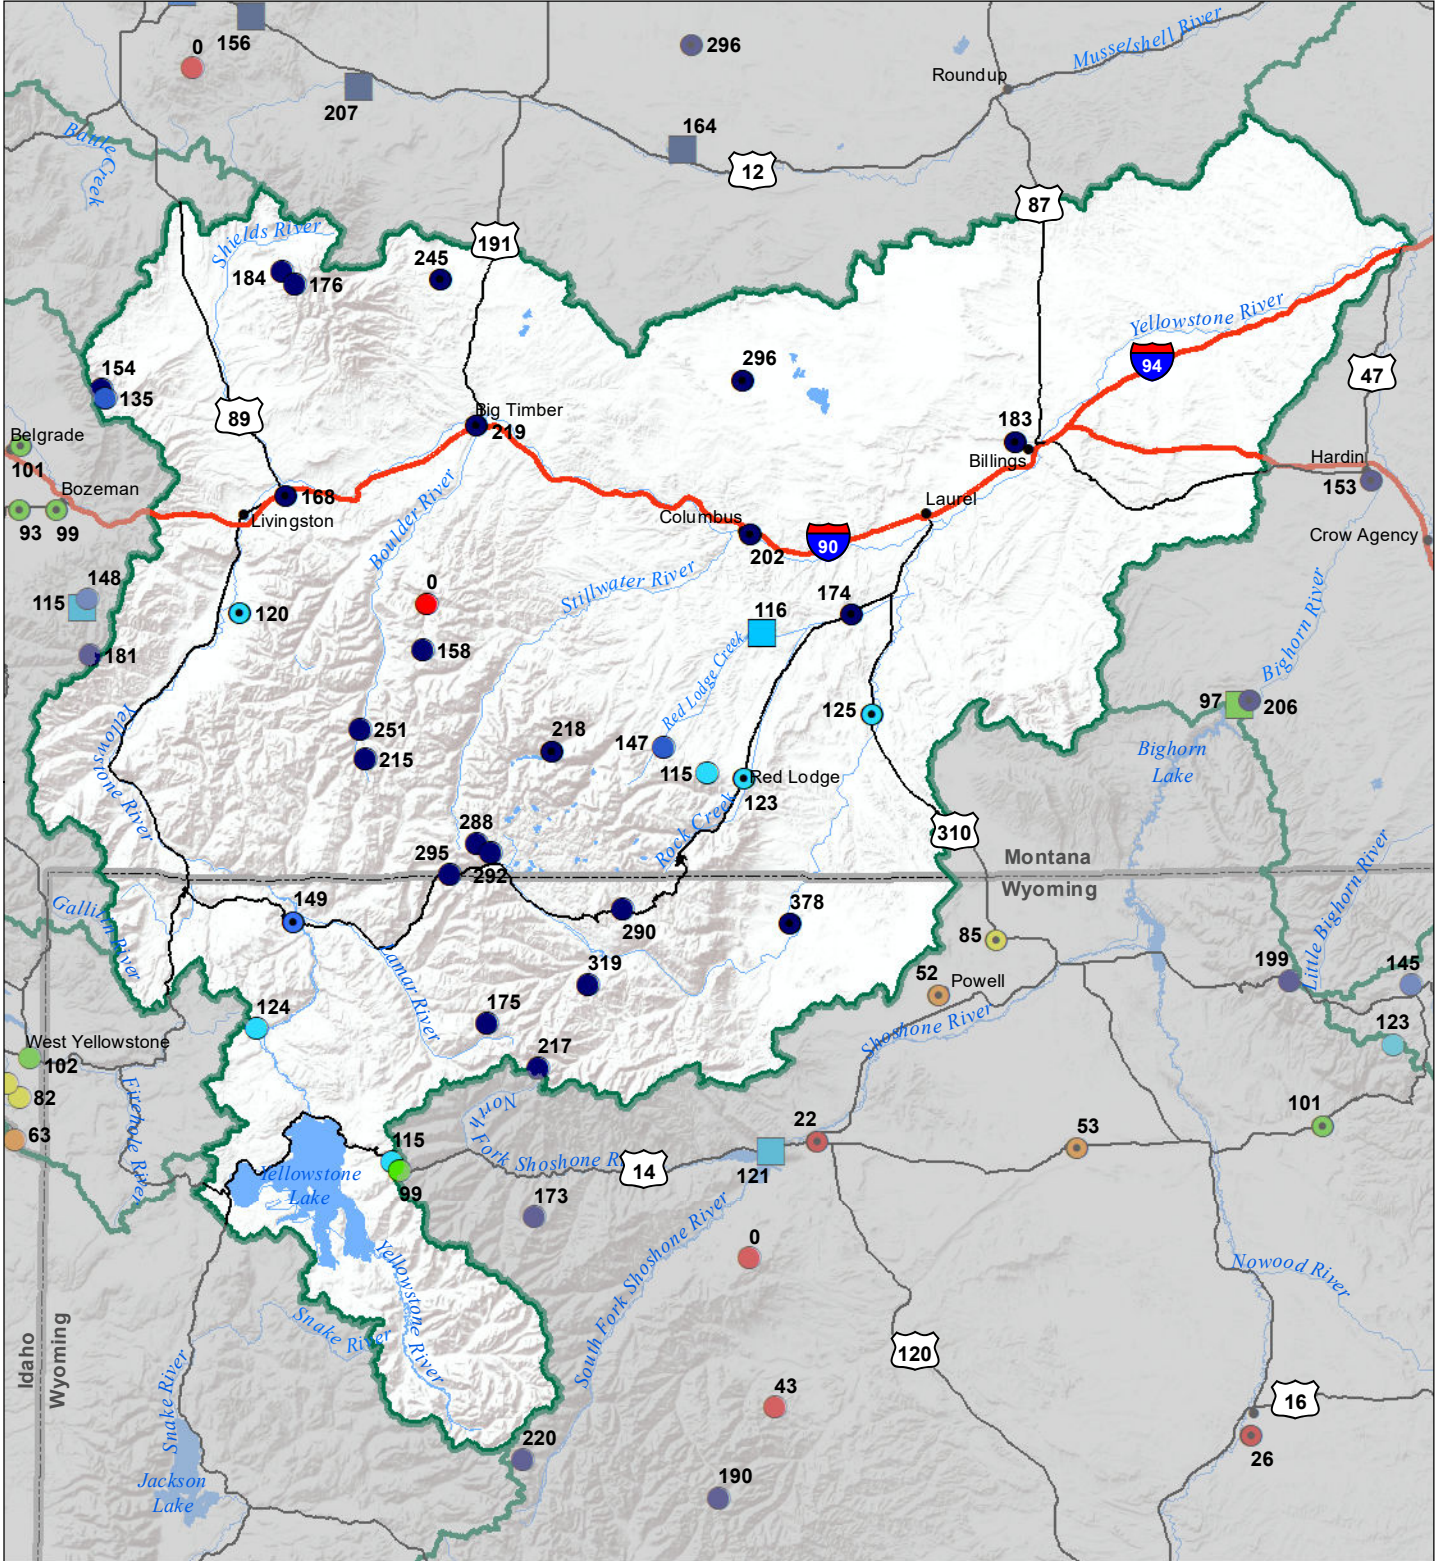 0
156
296
Musselshell River
Roundup
207
164
12
Battle Creek
87
Shields River
191
184
176
245
Yellowstone River
94
47
154
135
296
89
Big Timber
219
183
Billings
Belgrade
101
Hardin
153
Bozeman
168
Livingston
93
99
Boulder River
Columbus
202
90
Laurel
Crow Agency
148
115
120
0
158
Stillwater River
116
174
Red Lodge Creek
Bighorn River
181
Yellowstone River
251
215
218
147
115
125
97
206
Bighorn
Lake
Red Lodge
123
288
295
292
Rock Creek
310
Montana
Wyoming
Little Bighorn River
Gallatin River
149
290
378
85
319
52
Powell
199
145
Lamar River
124
175
Shoshone River
123
West Yellowstone
102
217
82
Firehole River
63
North Fork Shoshone R
115
99
14
22
121
53
101
Yellowstone
Lake
173
South Fork Shoshone River
0
Yellowstone River
Nowood River
Snake River
Idaho
Wyoming
120
Snake River
43
16
26
220
190
Jackson
Lake